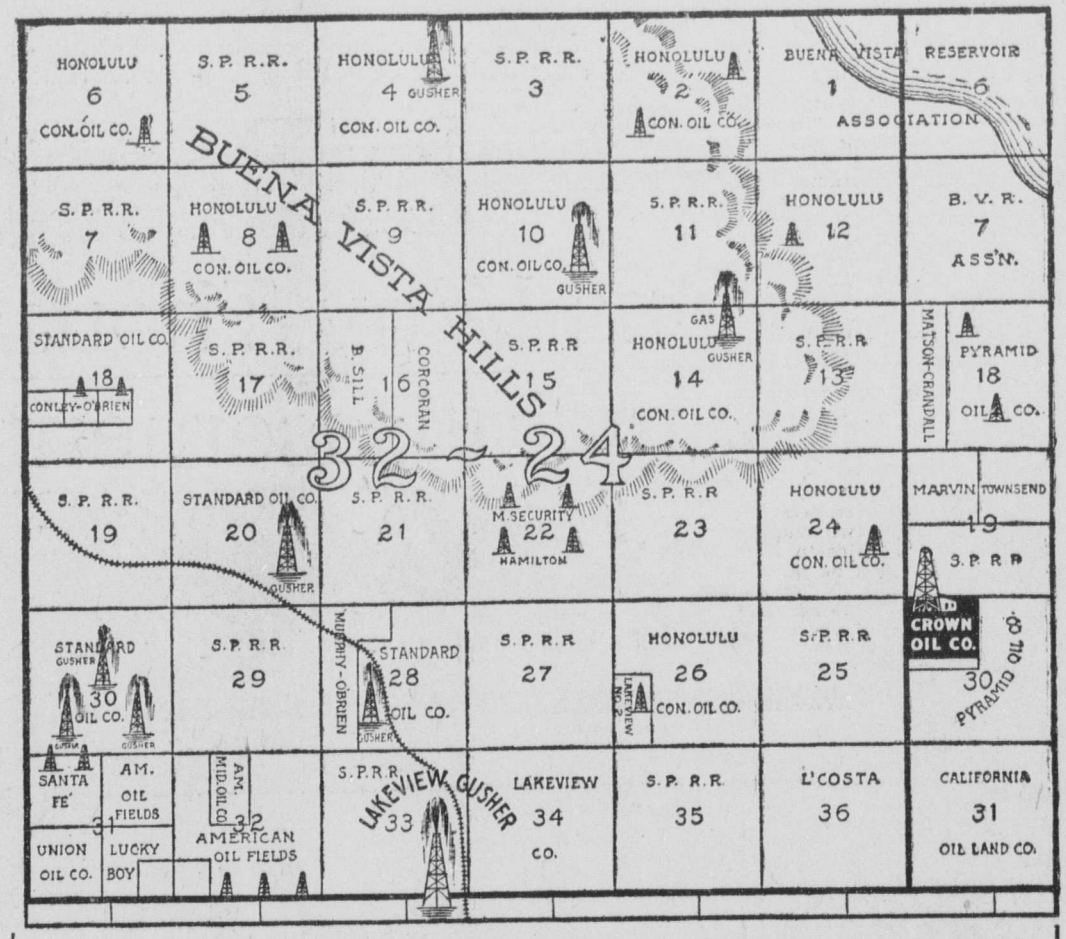 HONOLULU
6
CON. OIL CO.
S. P. R.R.
5
HONOLULU
4
GUSHER
CON. OIL CO.
S. P. R.R.
3
HONOLULU
2
CON. OIL CO.
BUENA VISTA RESERVOIR
1
6
ASSOCIATION
BUENA VISTA HILLS
S. P. R.R.
7
HONOLULU
8
CON. OIL CO.
S. P. R.R.
9
HONOLULU
10
CON. OIL CO.
GUSHER
S. P. R.R.
11
HONOLULU
12
B. V. R.
7
ASS'N.
STANDARD OIL CO.
18
CONLEY-O'BRIEN
S. P. R.R.
17
B. SILL
16
CORCORAN
S. P. R.R
15
GAS
GUSHER
HONOLULU
14
CON. OIL CO.
S. P. R.R
13
MATSON-CRANDALL
PYRAMID
18
OIL CO.
32 ~ 24
S. P. R.R.
19
STANDARD OIL CO.
20
GUSHER
S. P. R.R.
21
M. SECURITY
22
HAMILTON
S. P. R.R
23
HONOLULU
24
CON. OIL CO.
MARVIN
TOWNSEND
19
S. P. R R
STANDARD
GUSHER
30
OIL CO.
GUSHER
GUSHER
S. P. R.R.
29
MURPHY-O'BRIEN
STANDARD
28
OIL CO.
GUSHER
S. P. R.R
27
HONOLULU
26
CON. OIL CO.
LAKEVIEW
NO. 2
S. P. R.R.
25
CROWN
OIL CO.
30
PYRAMID OIL CO.
SANTA
FE'
AM.
OIL
FIELDS
31
UNION
OIL CO.
LUCKY
BOY
AM.
MID. OIL CO.
32
AMERICAN
OIL FIELDS
S. P. R.R.
33
LAKEVIEW GUSHER
LAKEVIEW
34
CO.
S. P. R.R.
35
L'COSTA
36
CALIFORNIA
31
OIL LAND CO.